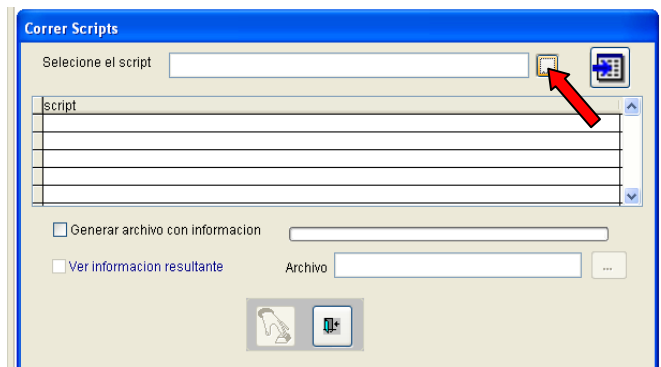 Correr Scripts
Selecione el script
script
Generar archivo con informacion
Ver informacion resultante
Archivo
...